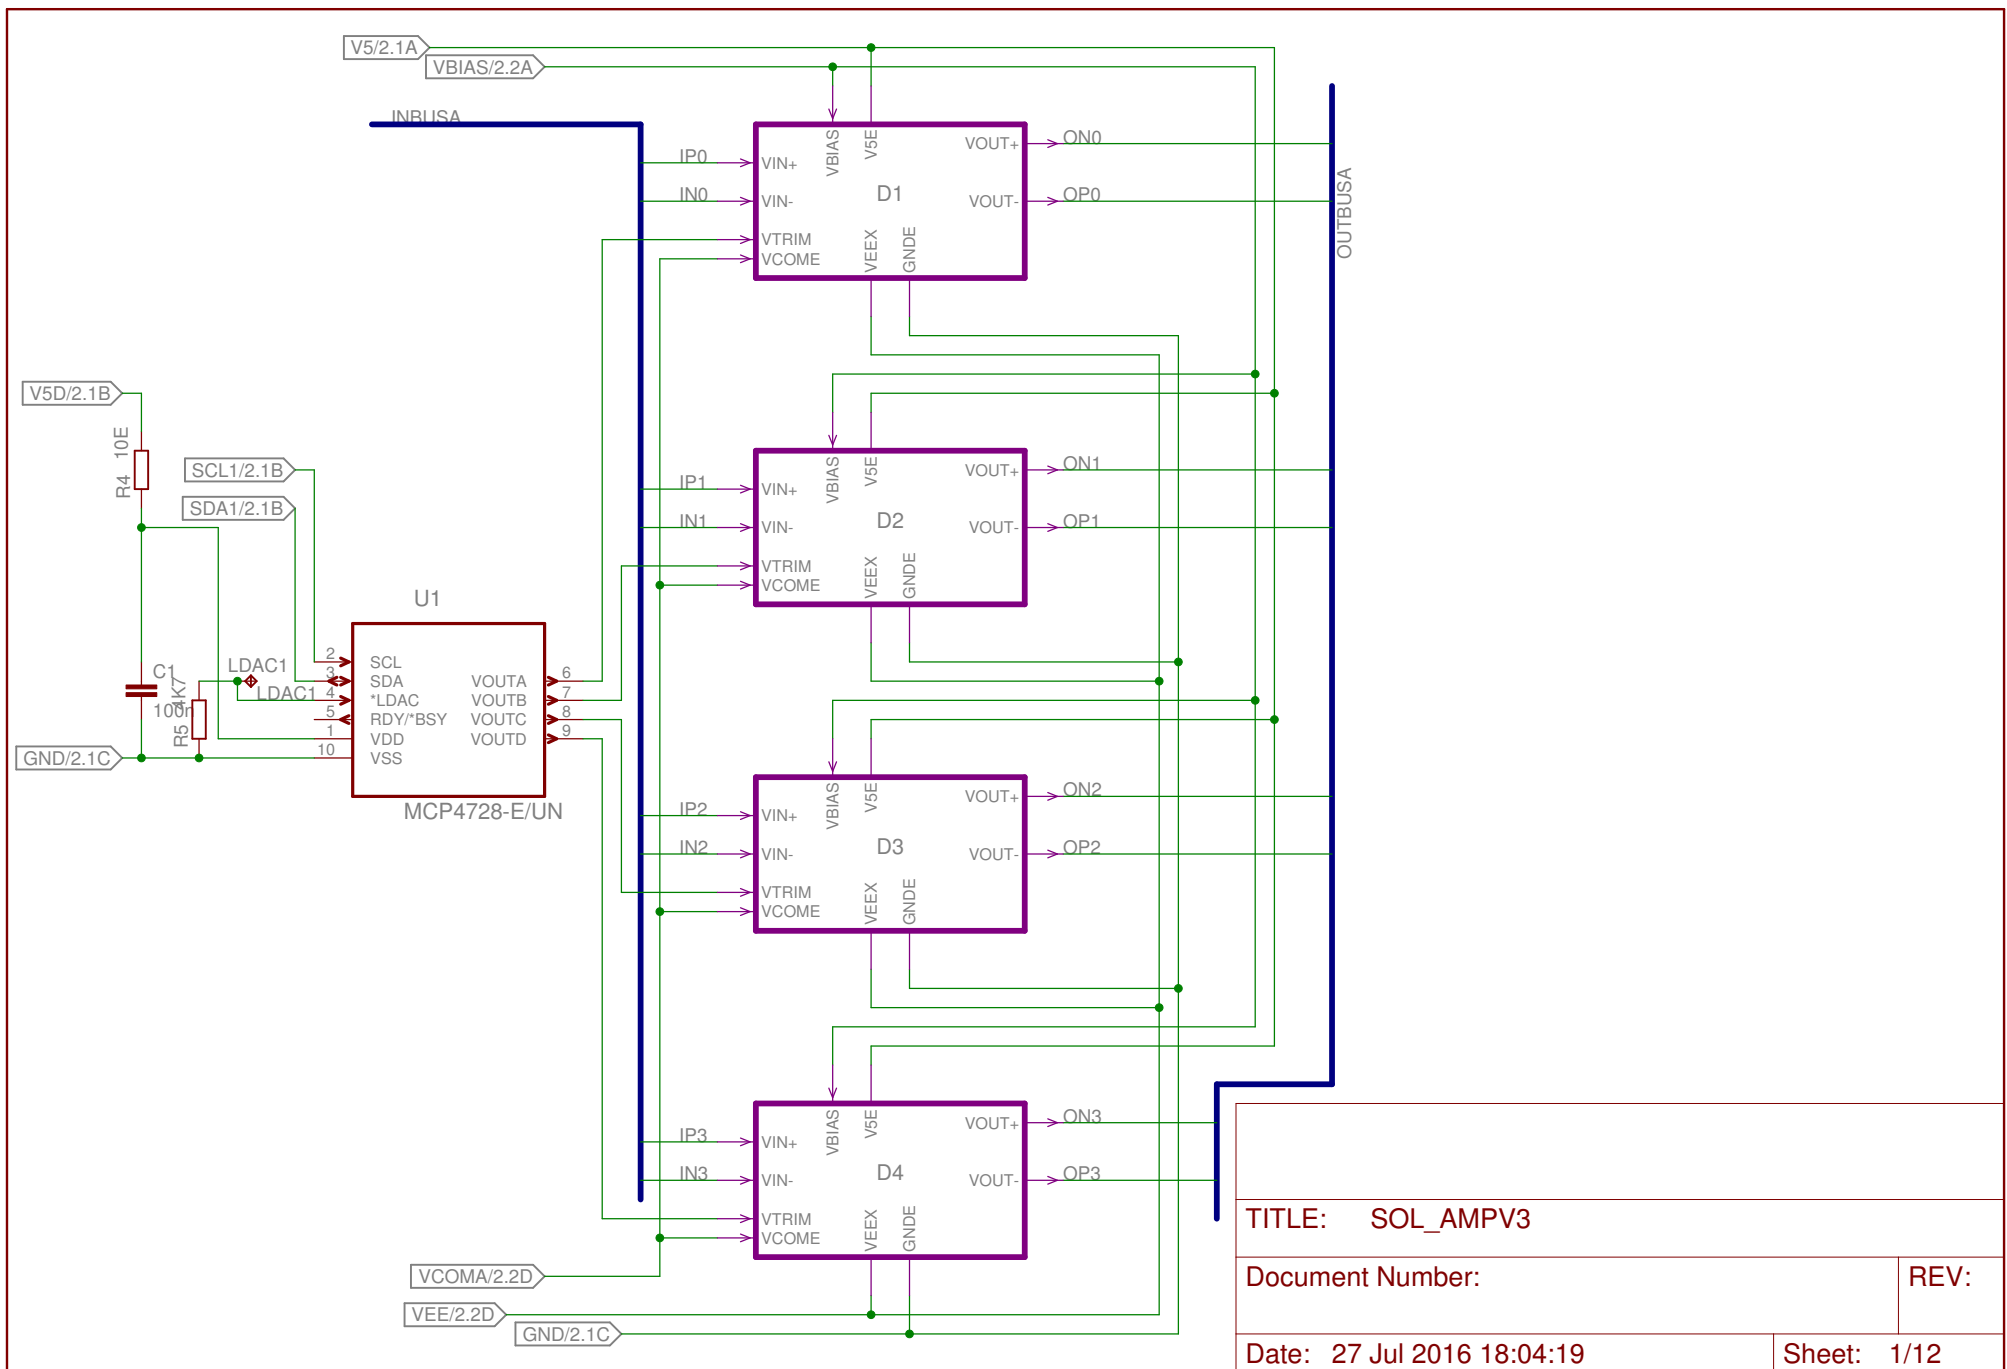 V5/2.1A
VBIAS/2.2A
INBUSA
OUTBUSA
IP0
IN0
VIN+
VIN-
VTRIM
VCOME
VBIAS
V5E
D1
VEEX
GNDE
VOUT+
VOUT-
ON0
OP0
V5D/2.1B
R4
10E
SCL1/2.1B
SDA1/2.1B
IP1
IN1
VIN+
VIN-
VTRIM
VCOME
VBIAS
V5E
D2
VEEX
GNDE
VOUT+
VOUT-
ON1
OP1
U1
C1
100n
R5
4K7
LDAC1
LDAC1
GND/2.1C
2
3
4
5
1
10
SCL
SDA
*LDAC
RDY/*BSY
VDD
VSS
VOUTA
VOUTB
VOUTC
VOUTD
6
7
8
9
MCP4728-E/UN
IP2
IN2
VIN+
VIN-
VTRIM
VCOME
VBIAS
V5E
D3
VEEX
GNDE
VOUT+
VOUT-
ON2
OP2
IP3
IN3
VIN+
VIN-
VTRIM
VCOME
VBIAS
V5E
D4
VEEX
GNDE
VOUT+
VOUT-
ON3
OP3
VCOMA/2.2D
VEE/2.2D
GND/2.1C
TITLE: SOL_AMPV3
Document Number:
REV:
Date: 27 Jul 2016 18:04:19
Sheet: 1/12